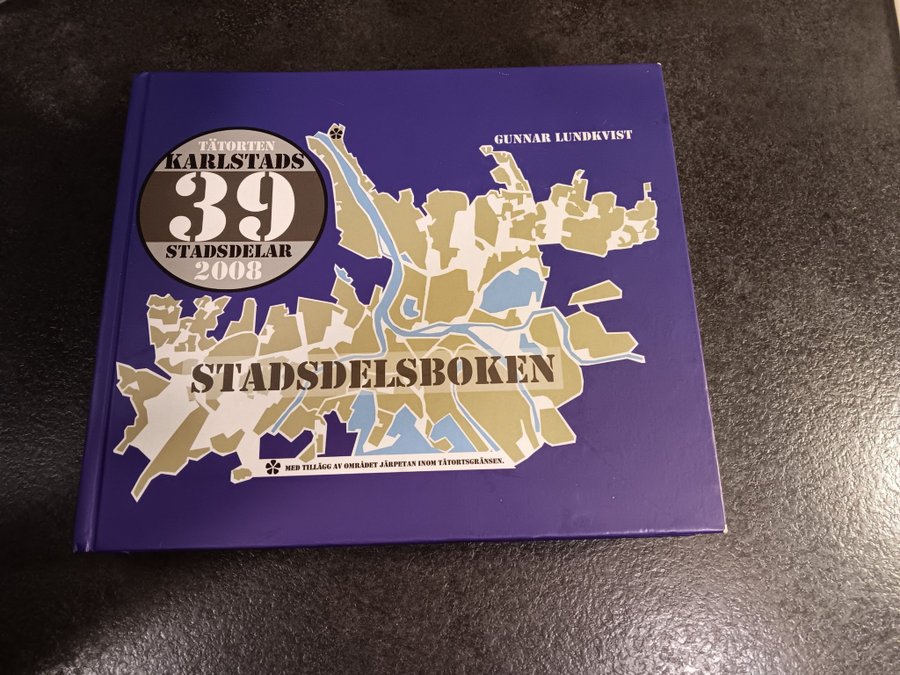 TÄTORTEN
KARLSTADS
39
STADSDELAR
2008
GUNNAR LUNDKVIST
STADSDELSBOKEN
MED TILLÄGG AV OMRÅDET JÄRPETAN INOM TÄTORTSGRÄNSEN.